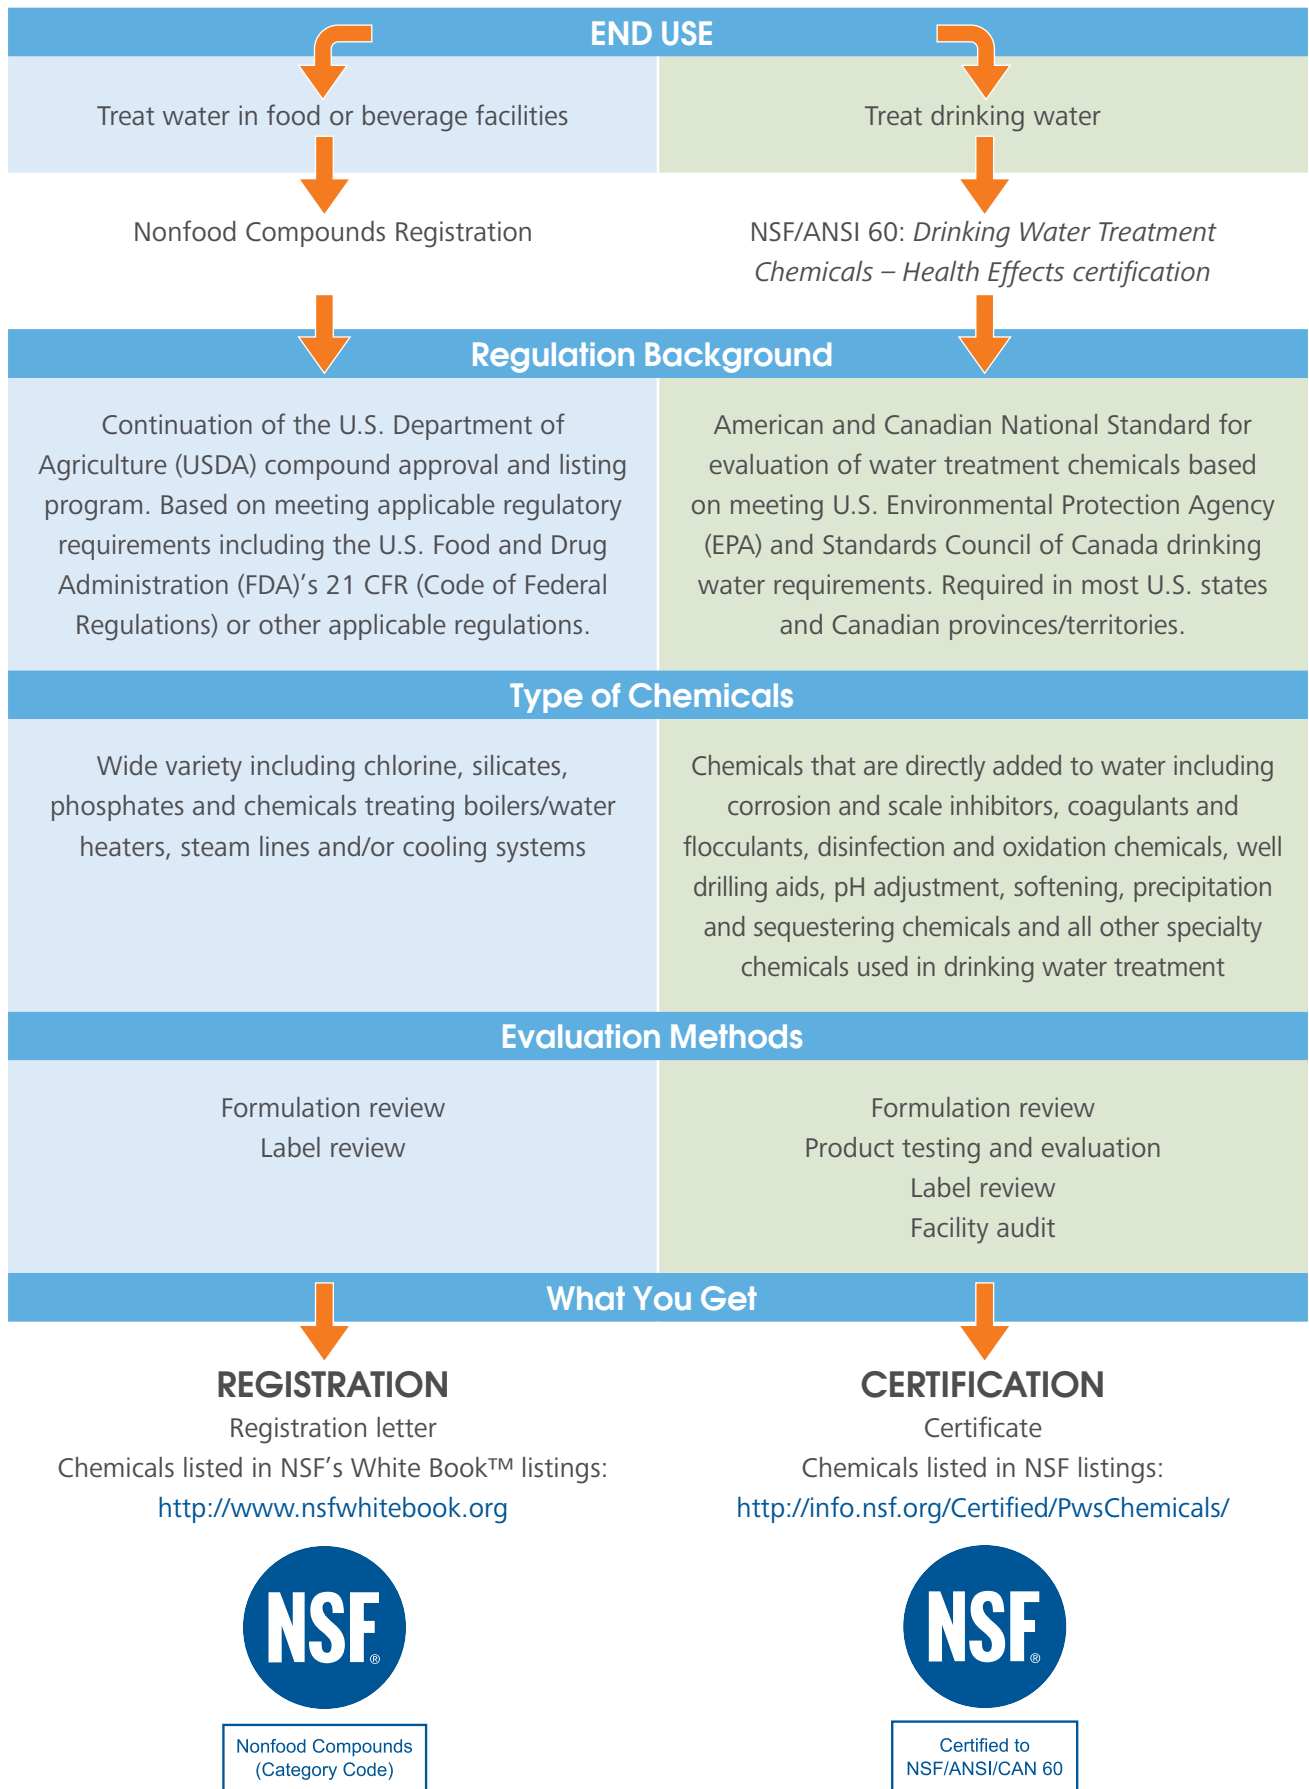 END USE
Treat water in food or beverage facilities
Treat drinking water
Nonfood Compounds Registration
NSF/ANSI 60: Drinking Water Treatment
Chemicals – Health Effects certification
Regulation Background
Continuation of the U.S. Department of
Agriculture (USDA) compound approval and listing
program. Based on meeting applicable regulatory
requirements including the U.S. Food and Drug
Administration (FDA)’s 21 CFR (Code of Federal
Regulations) or other applicable regulations.
American and Canadian National Standard for
evaluation of water treatment chemicals based
on meeting U.S. Environmental Protection Agency
(EPA) and Standards Council of Canada drinking
water requirements. Required in most U.S. states
and Canadian provinces/territories.
Type of Chemicals
Wide variety including chlorine, silicates,
phosphates and chemicals treating boilers/water
heaters, steam lines and/or cooling systems
Chemicals that are directly added to water including
corrosion and scale inhibitors, coagulants and
flocculants, disinfection and oxidation chemicals, well
drilling aids, pH adjustment, softening, precipitation
and sequestering chemicals and all other specialty
chemicals used in drinking water treatment
Evaluation Methods
Formulation review
Label review
Formulation review
Product testing and evaluation
Label review
Facility audit
What You Get
REGISTRATION
Registration letter
Chemicals listed in NSF’s White Book™ listings:
http://www.nsfwhitebook.org
NSF®
Nonfood Compounds
(Category Code)
CERTIFICATION
Certificate
Chemicals listed in NSF listings:
http://info.nsf.org/Certified/PwsChemicals/
NSF®
Certified to
NSF/ANSI/CAN 60